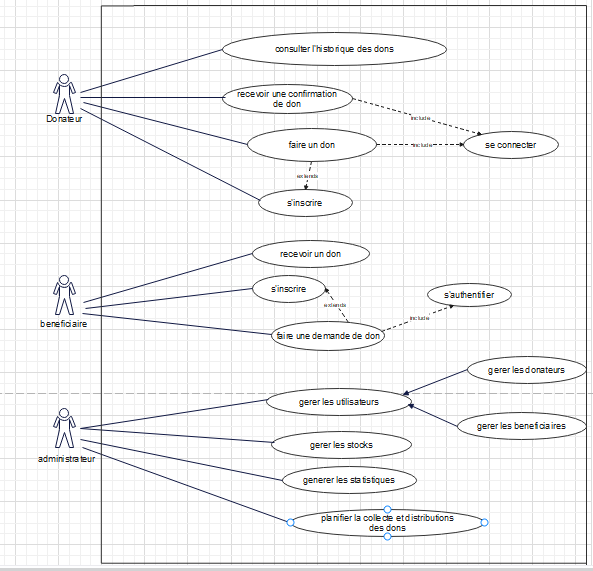 consulter l'historique des dons
recevoir une confirmation
de don
Donateur
include
faire un don
include
se connecter
extends
s'inscrire
recevoir un don
s'inscrire
s'authentifier
extends
include
beneficiaire
faire une demande de don
gerer les donateurs
gerer les utilisateurs
gerer les beneficiaires
gerer les stocks
administrateur
generer les statistiques
planifier la collecte et distributions
des dons